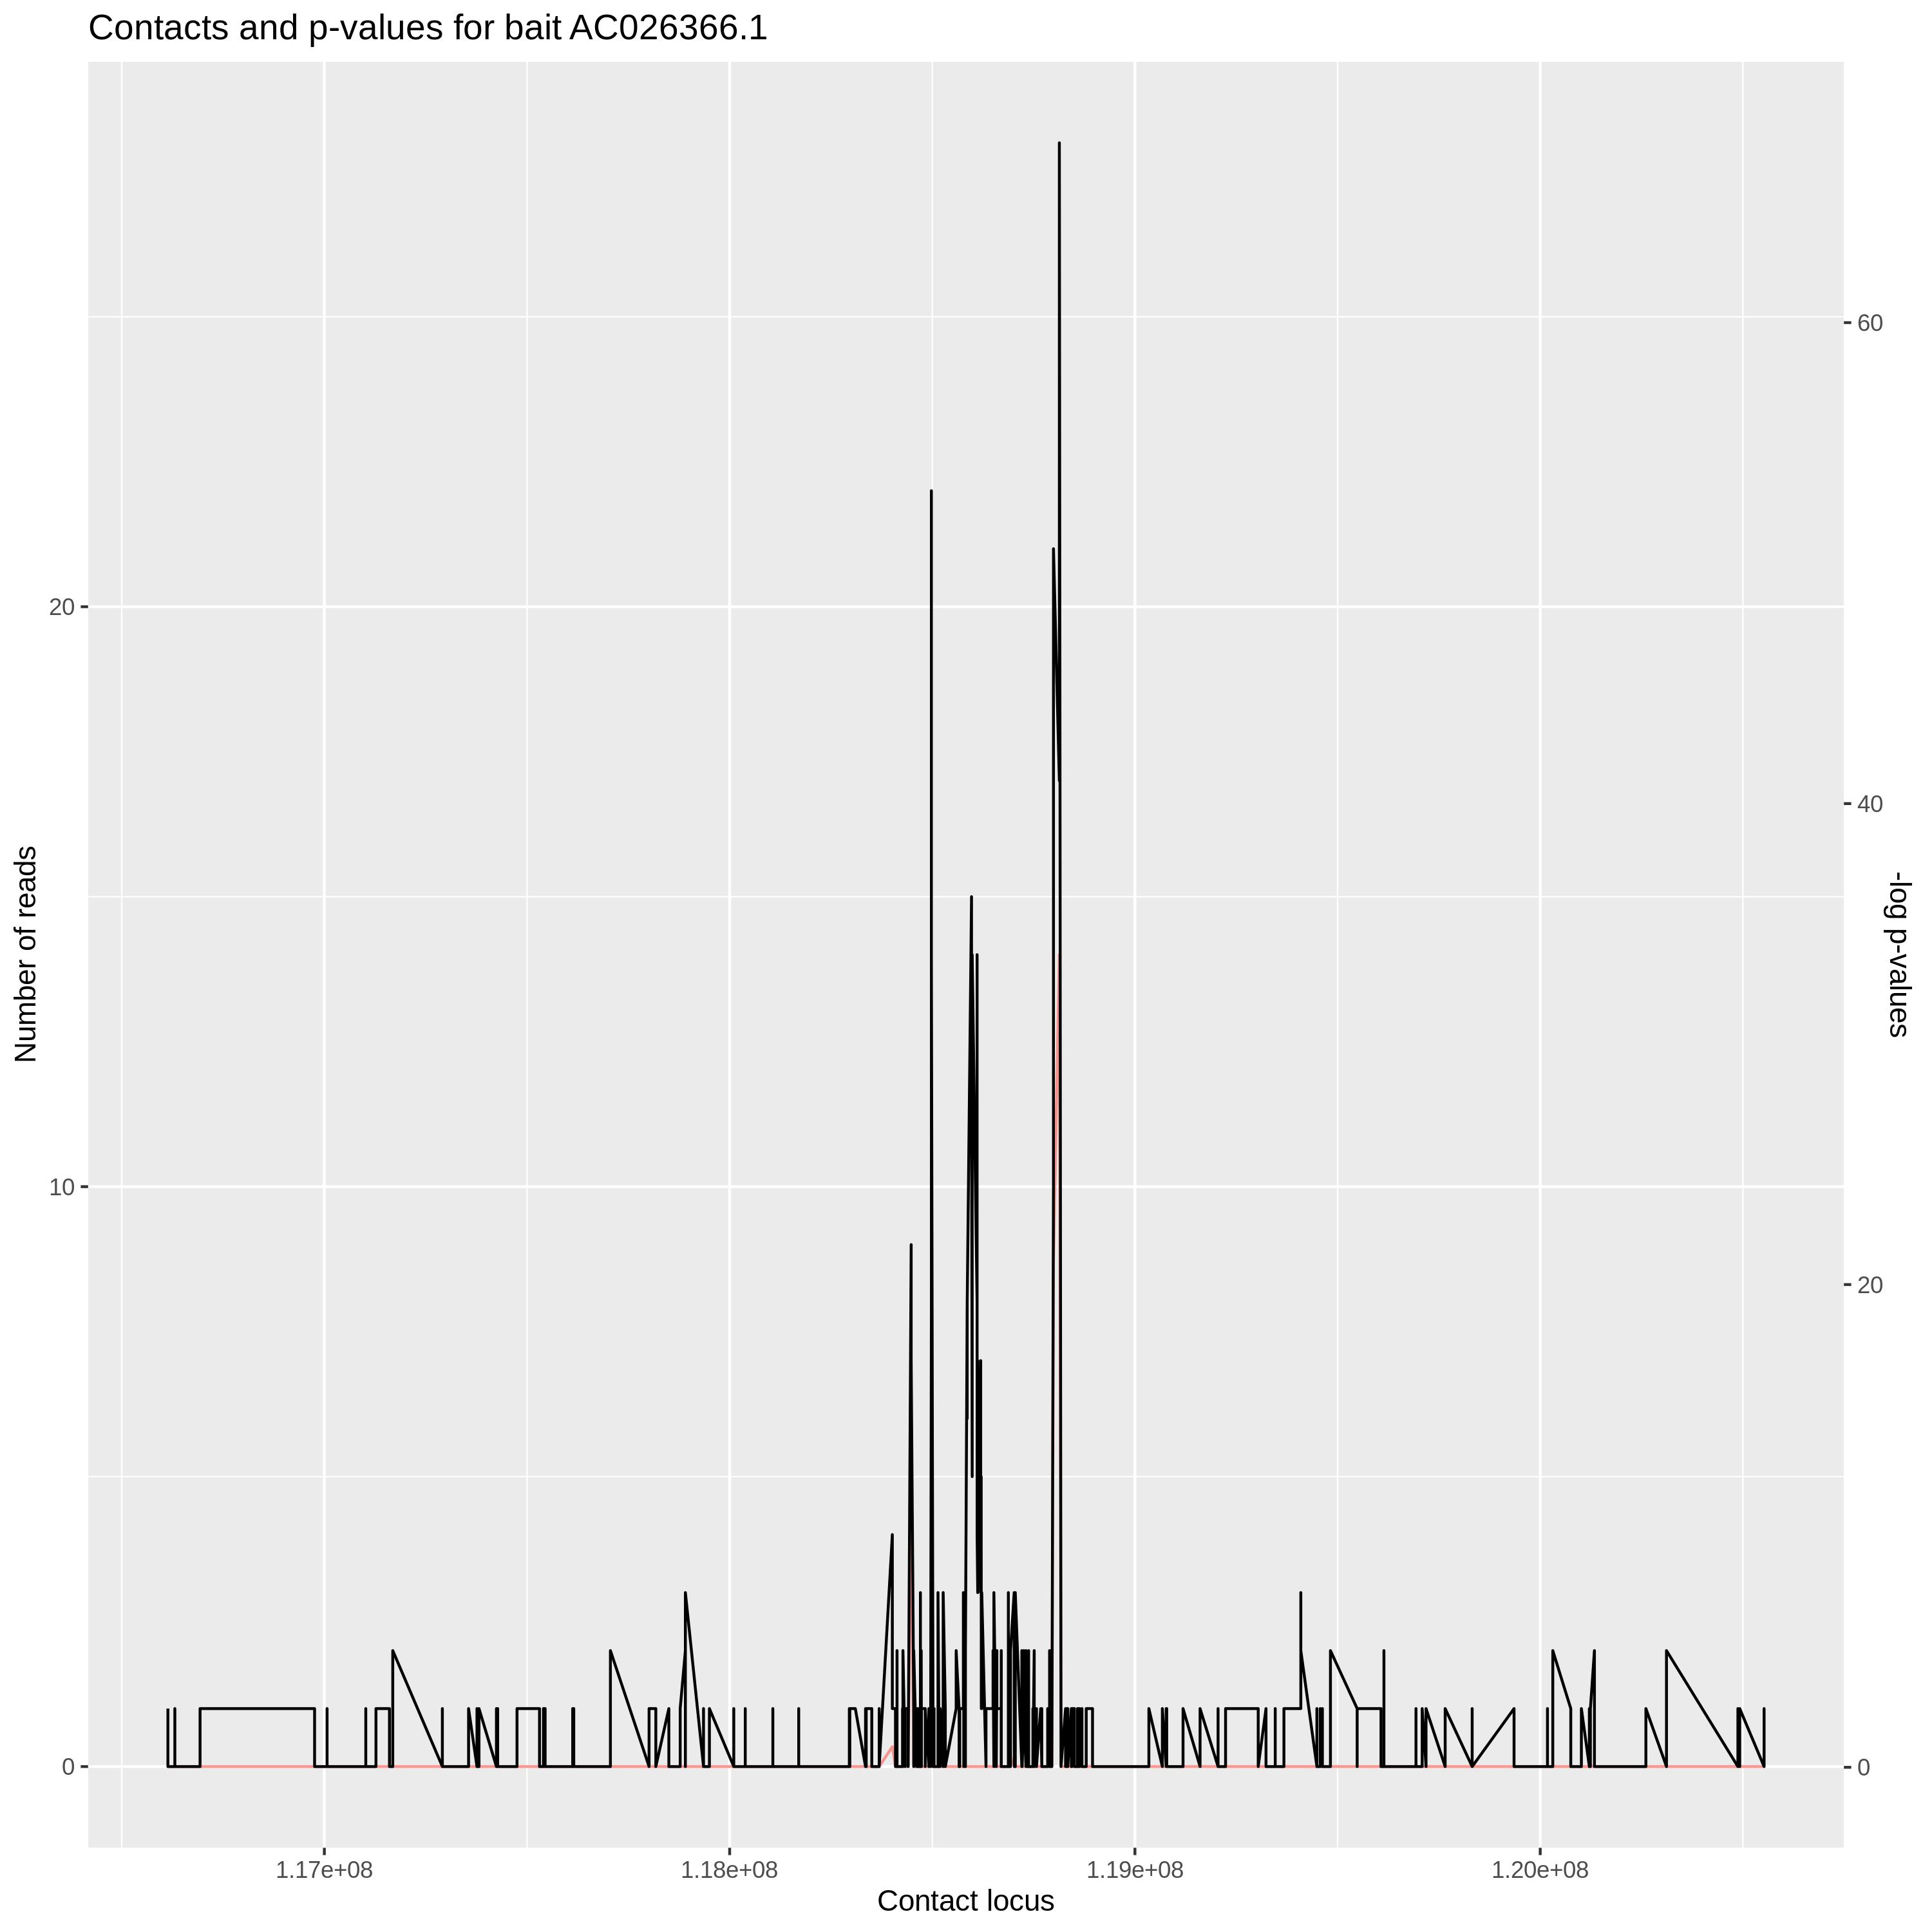 Contacts and p-values for bait AC026366.1
Number of reads
20
10
0
60
40
20
0
-log p-values
1.17e+08
1.18e+08
1.19e+08
1.20e+08
Contact locus